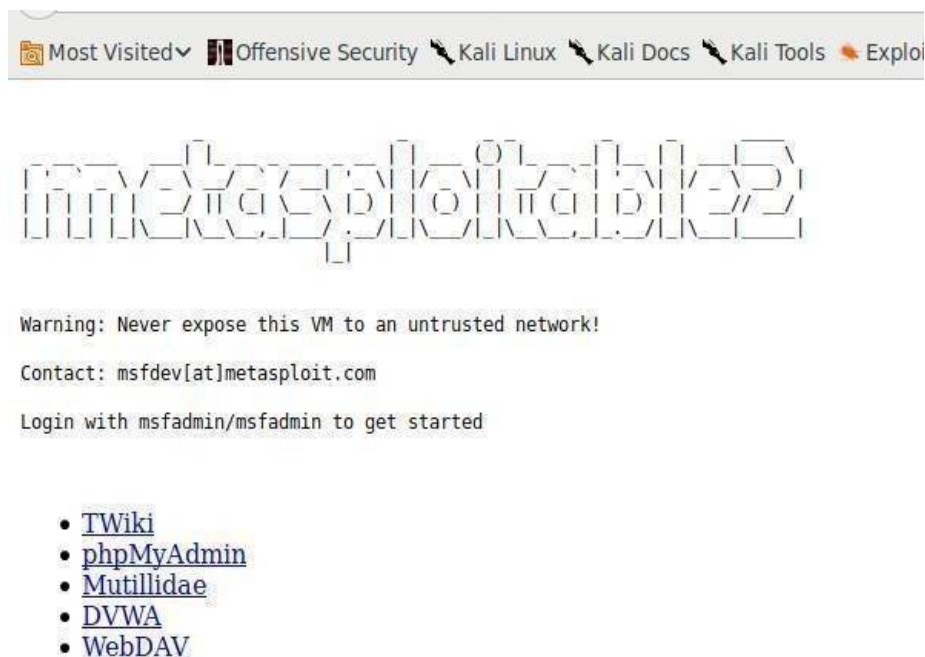 Most Visited Offensive Security Kali Linux Kali Docs Kali Tools
metasploitable2
Warning: Never expose this VM to an untrusted network!
Contact: msfdev[at]metasploit.com
Login with msfadmin/msfadmin to get started
TWiki
phpMyAdmin
Mutillidae
DVWA
WebDAV